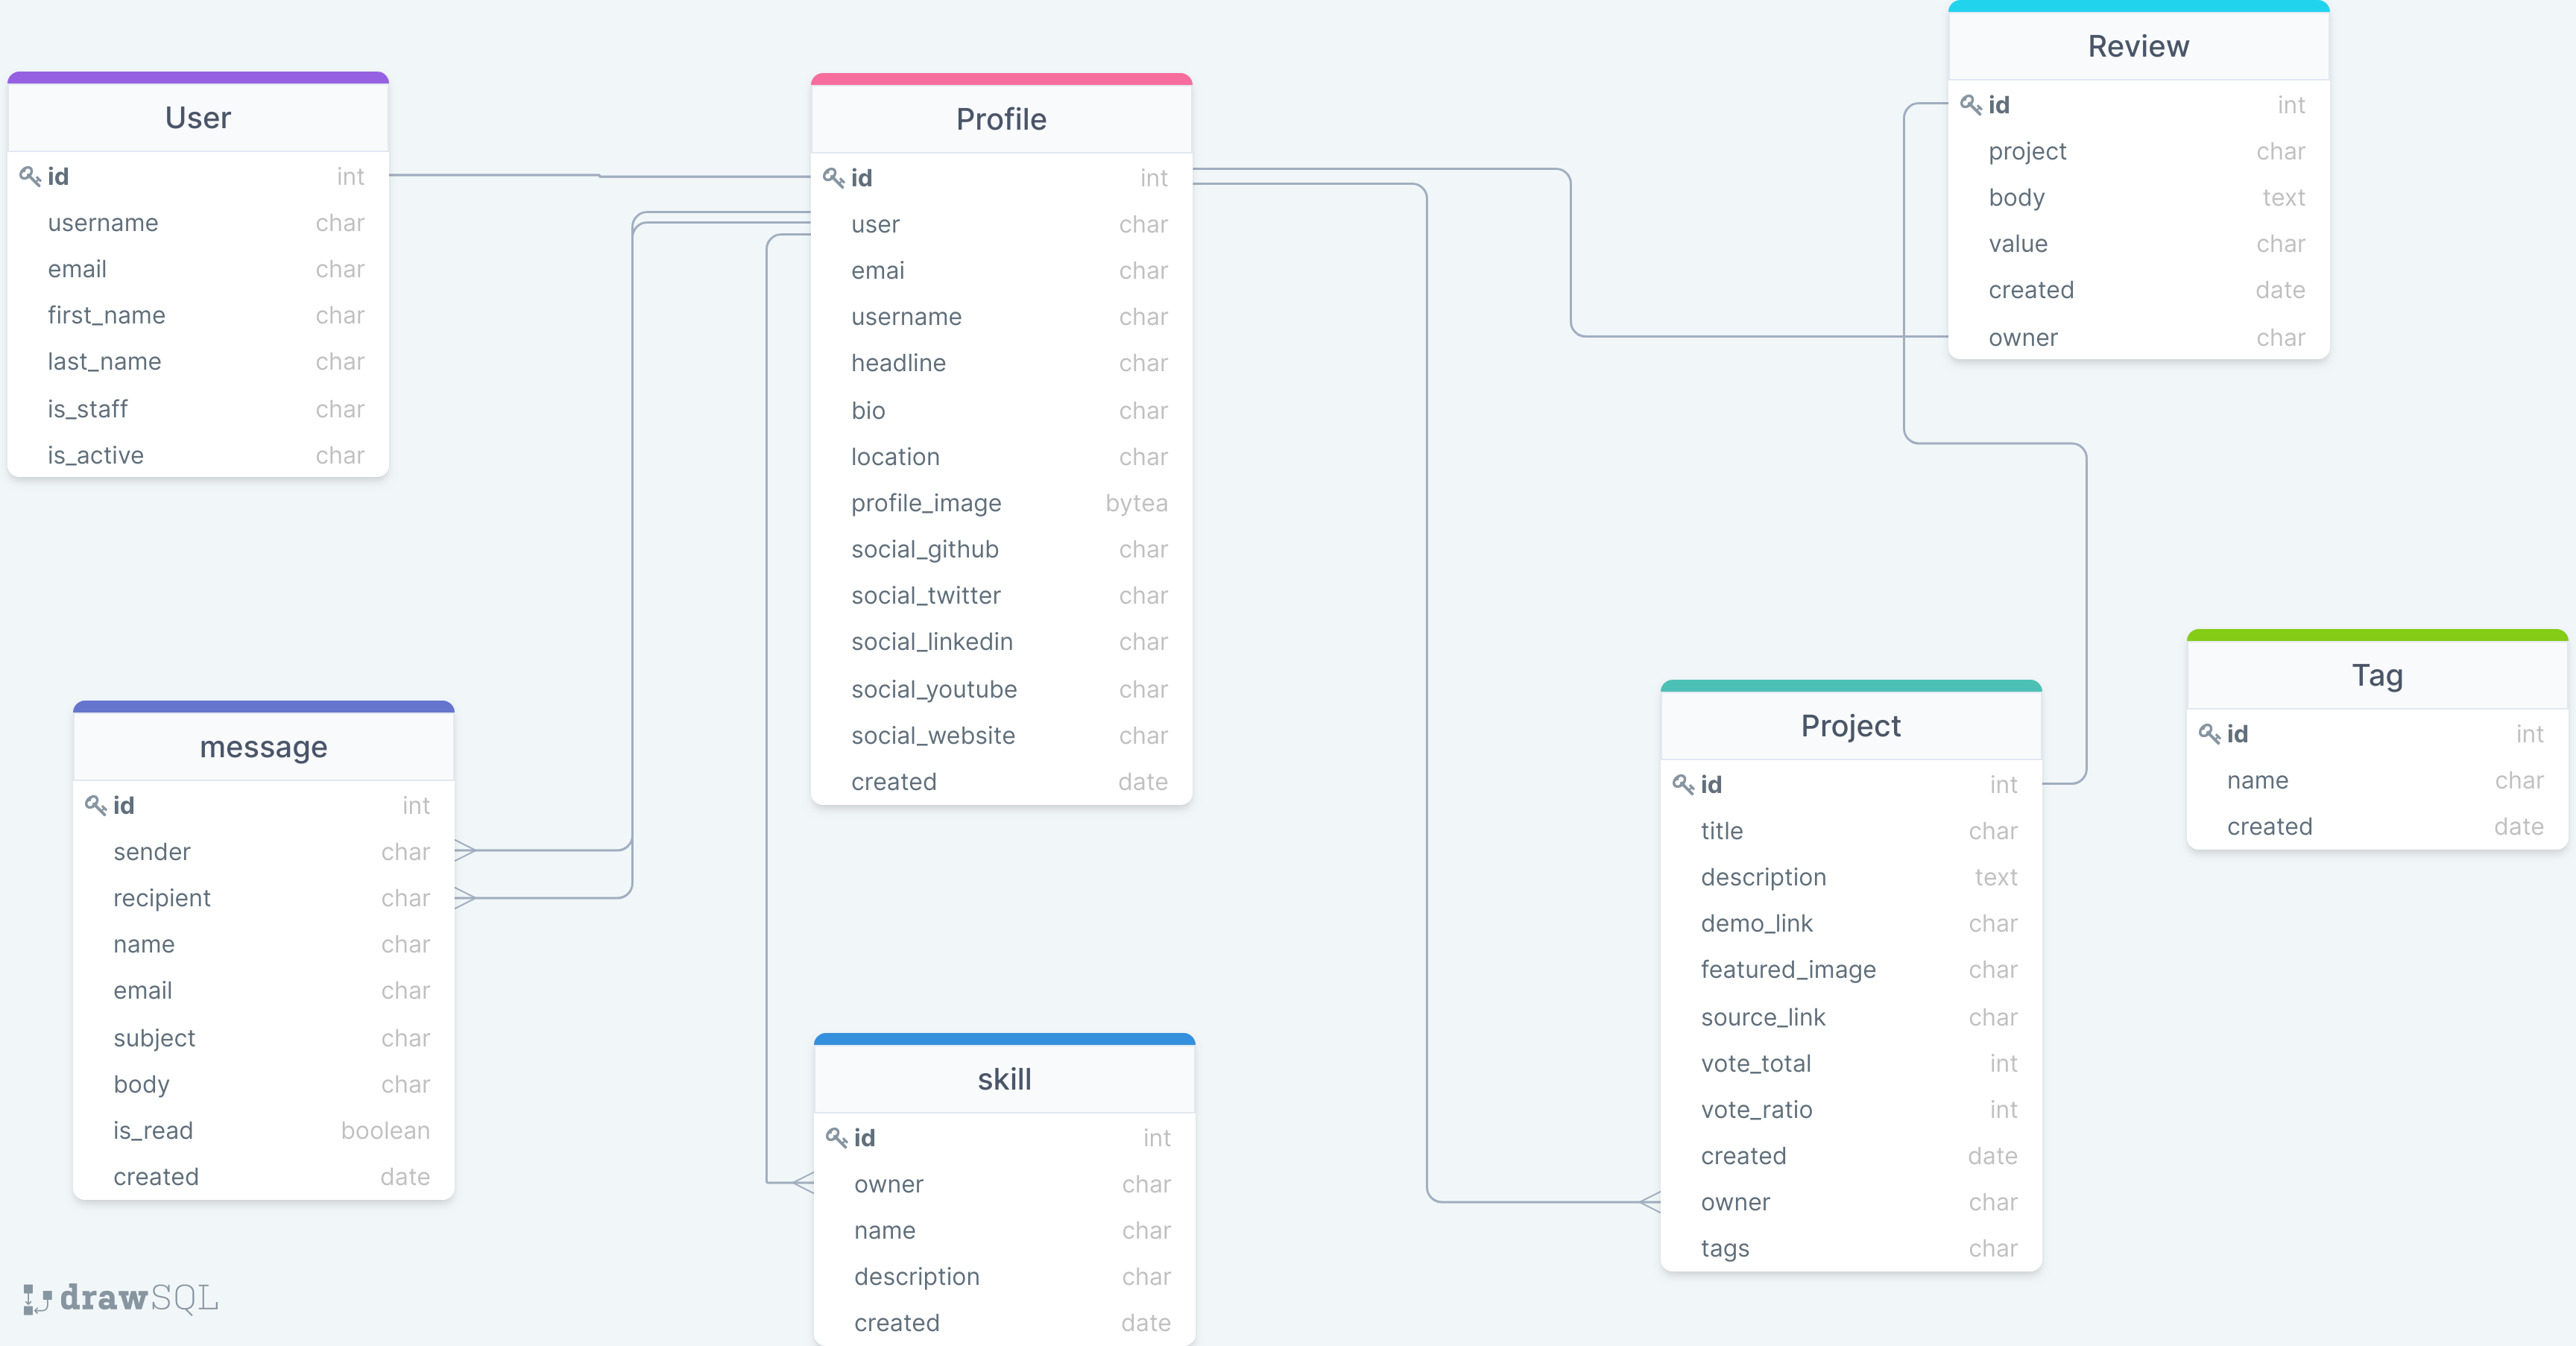 User
id int
username char
email char
first_name char
last_name char
is_staff char
is_active char
Profile
id int
user char
emai char
username char
headline char
bio char
location char
profile_image bytea
social_github char
social_twitter char
social_linkedin char
social_youtube char
social_website char
created date
Review
id int
project char
body text
value char
created date
owner char
message
id int
sender char
recipient char
name char
email char
subject char
body char
is_read boolean
created date
skill
id int
owner char
name char
description char
created date
Project
id int
title char
description text
demo_link char
featured_image char
source_link char
vote_total int
vote_ratio int
created date
owner char
tags char
Tag
id int
name char
created date
drawSQL